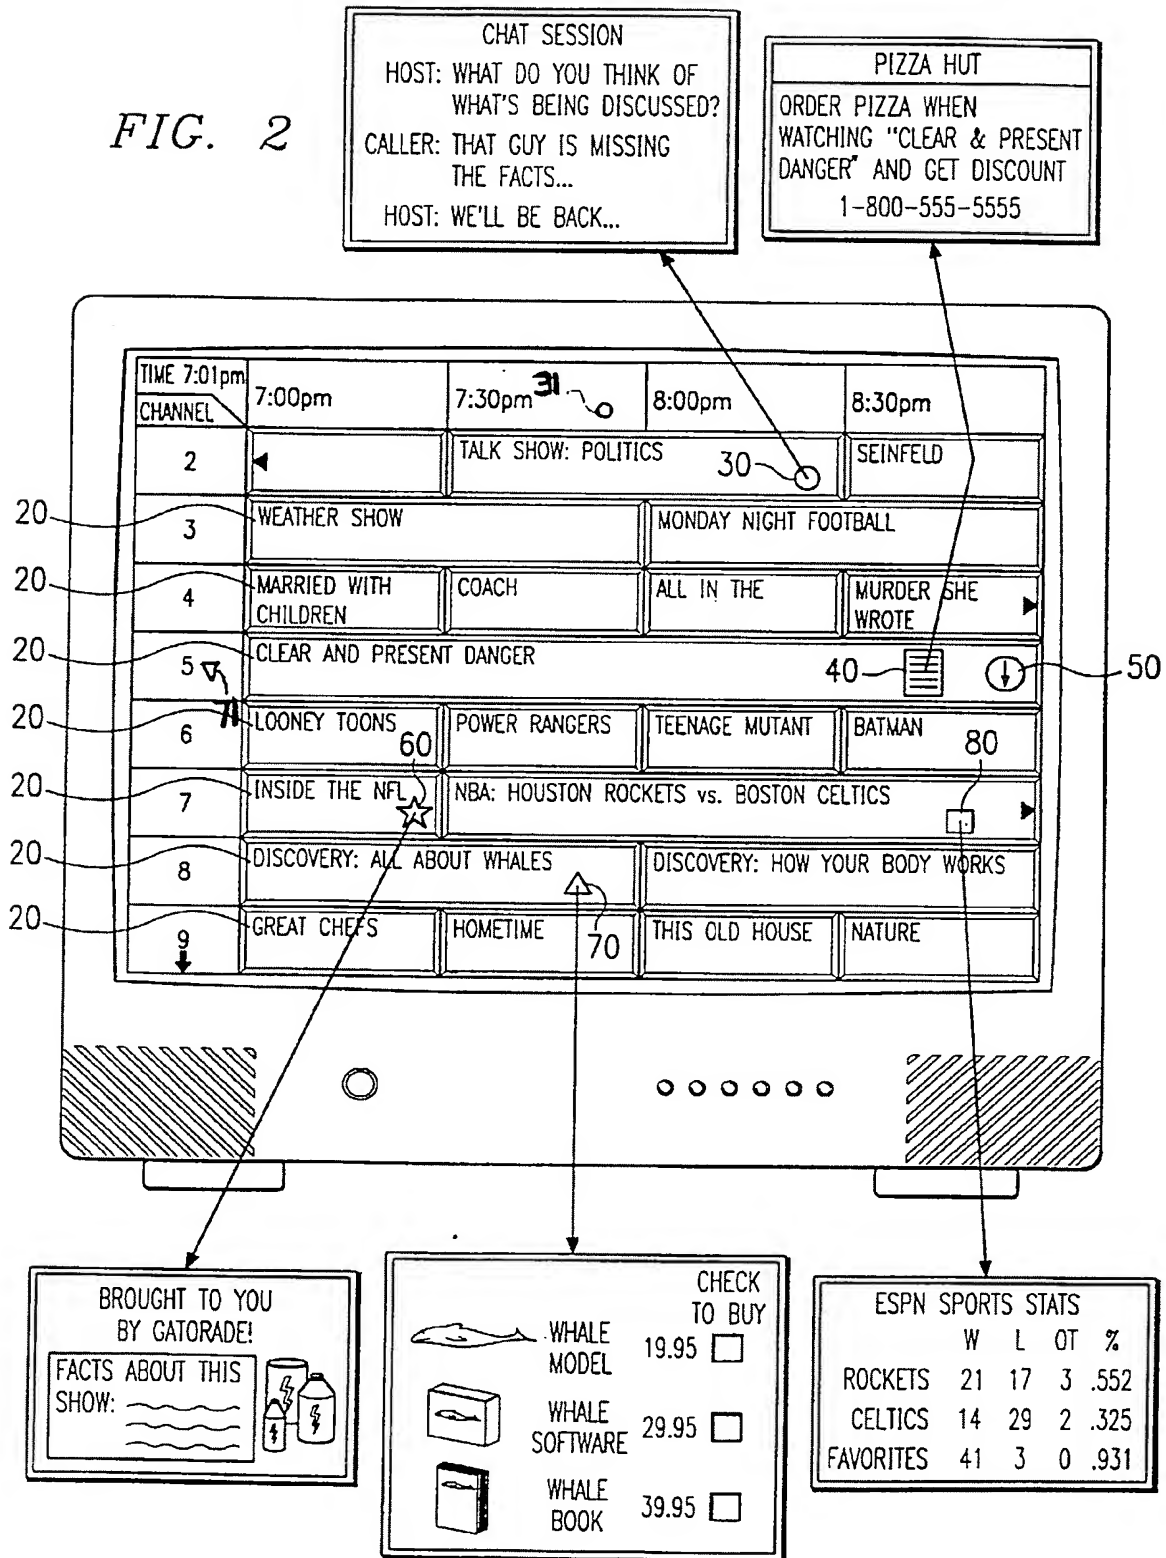 FIG. 2
CHAT SESSION
HOST: WHAT DO YOU THINK OF
WHAT'S BEING DISCUSSED?
CALLER: THAT GUY IS MISSING
THE FACTS...
HOST: WE'LL BE BACK...
PIZZA HUT
ORDER PIZZA WHEN
WATCHING "CLEAR & PRESENT
DANGER" AND GET DISCOUNT
1-800-555-5555
TIME 7:01pm
CHANNEL
7:00pm
7:30pm
31
8:00pm
8:30pm
2
TALK SHOW: POLITICS
30
SEINFELD
20
3
WEATHER SHOW
MONDAY NIGHT FOOTBALL
20
4
MARRIED WITH
CHILDREN
COACH
ALL IN THE
MURDER SHE
WROTE
20
5
71
CLEAR AND PRESENT DANGER
40
50
20
6
LOONEY TOONS
60
POWER RANGERS
TEENAGE MUTANT
BATMAN
80
20
7
INSIDE THE NFL
NBA: HOUSTON ROCKETS vs. BOSTON CELTICS
20
8
DISCOVERY: ALL ABOUT WHALES
70
DISCOVERY: HOW YOUR BODY WORKS
20
9
GREAT CHEFS
HOMETIME
THIS OLD HOUSE
NATURE
BROUGHT TO YOU
BY GATORADE!
FACTS ABOUT THIS
SHOW:
CHECK
TO BUY
WHALE
MODEL
19.95
WHALE
SOFTWARE
29.95
WHALE
BOOK
39.95
ESPN SPORTS STATS
W L OT %
ROCKETS 21 17 3 .552
CELTICS 14 29 2 .325
FAVORITES 41 3 0 .931